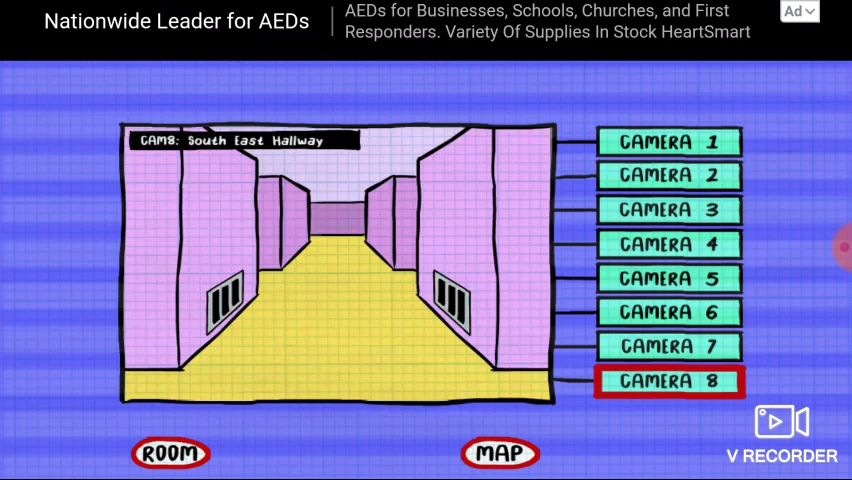 Nationwide Leader for AEDs
AEDs for Businesses, Schools, Churches, and First
Responders. Variety Of Supplies In Stock HeartSmart
Ad
CAM8: South East Hallway
CAMERA 1
CAMERA 2
CAMERA 3
CAMERA 4
CAMERA 5
CAMERA 6
CAMERA 7
CAMERA 8
ROOM
MAP
V RECORDER